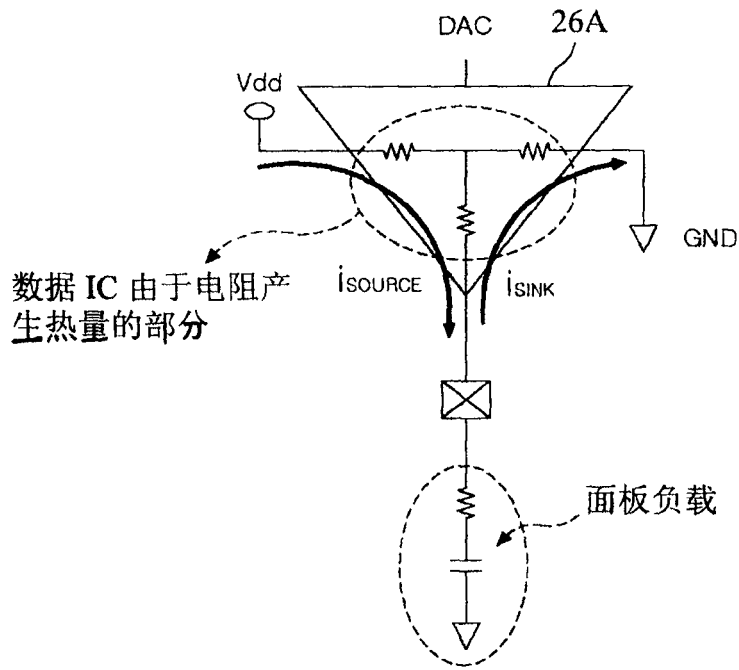 DAC
26A
Vdd
GND
iSOURCE
iSINK
数据 IC 由于电阻产
生热量的部分
面板负载